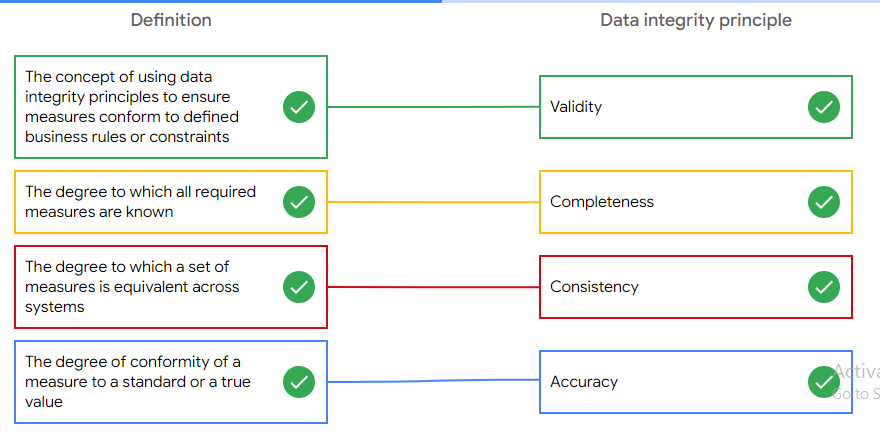 Definition
Data integrity principle
The concept of using data
integrity principles to ensure
measures conform to defined
business rules or constraints
Validity
The degree to which all required
measures are known
Completeness
The degree to which a set of
measures is equivalent across
systems
Consistency
The degree of conformity of a
measure to a standard or a true
value
Accuracy
Activa
Go to S